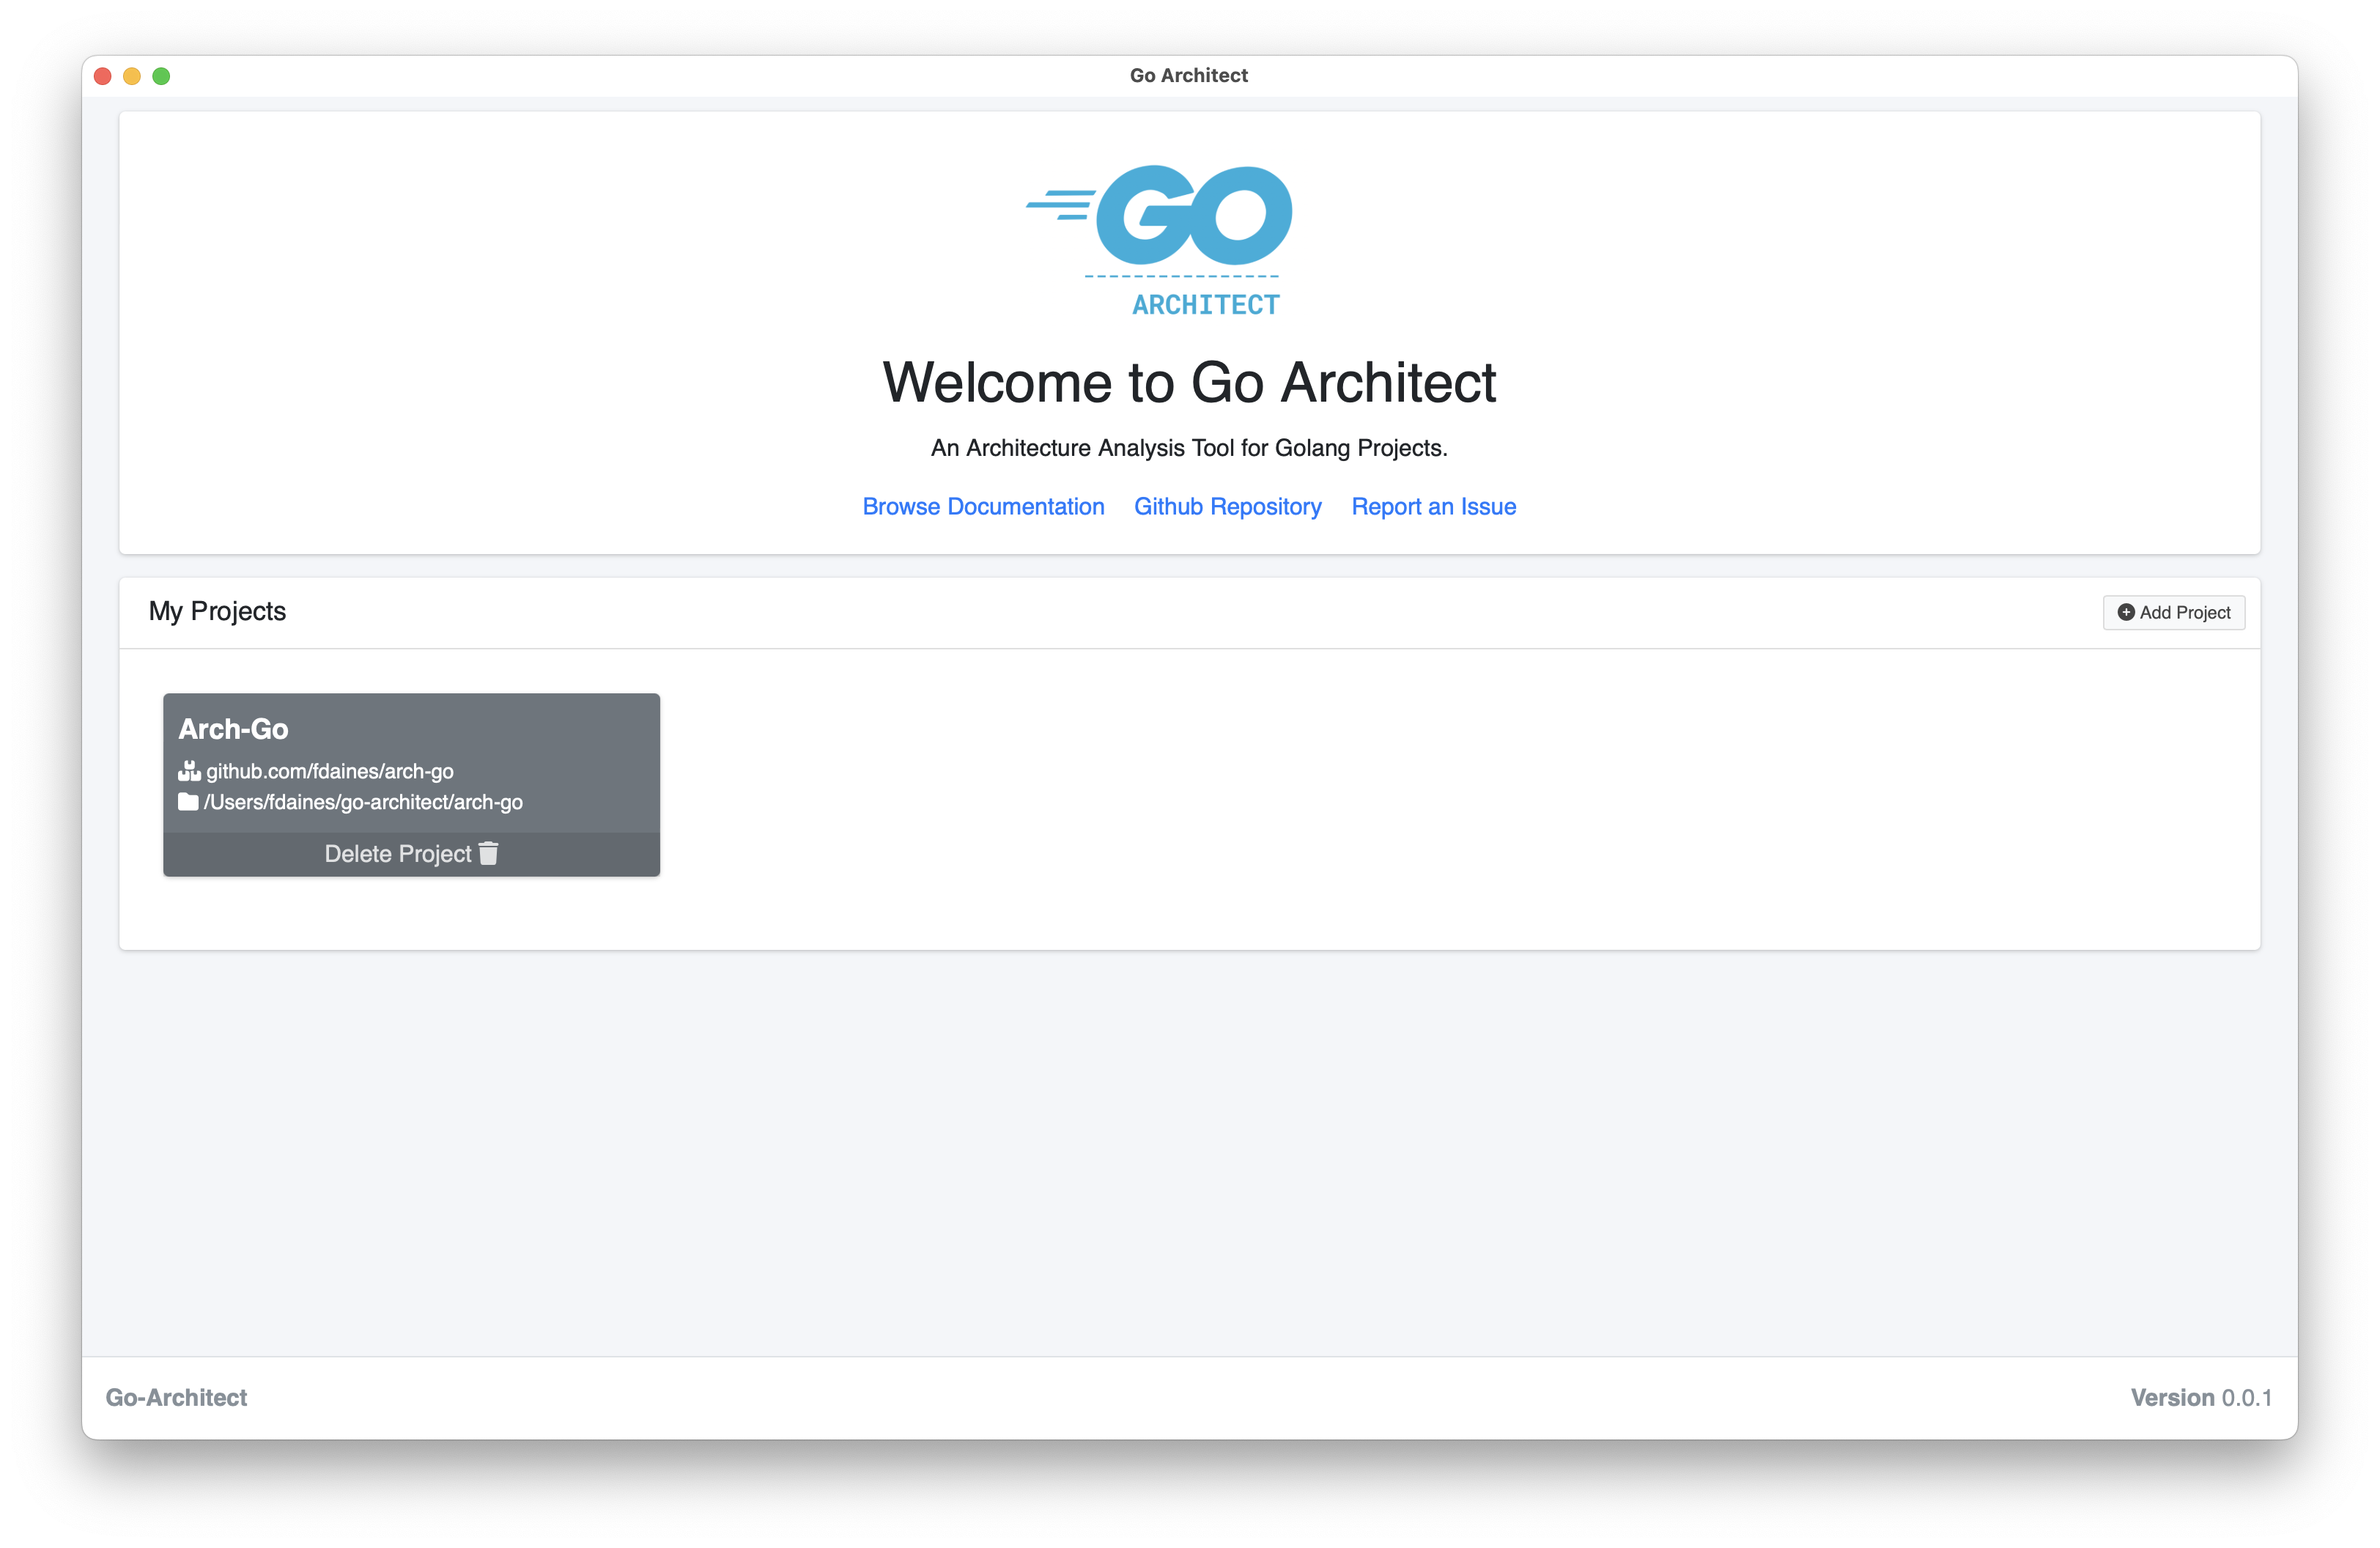 Go Architect
GO
ARCHITECT
Welcome to Go Architect
An Architecture Analysis Tool for Golang Projects.
Browse Documentation Github Repository Report an Issue
My Projects
Add Project
Arch-Go
github.com/fdaines/arch-go
/Users/fdaines/go-architect/arch-go
Delete Project
Go-Architect
Version 0.0.1